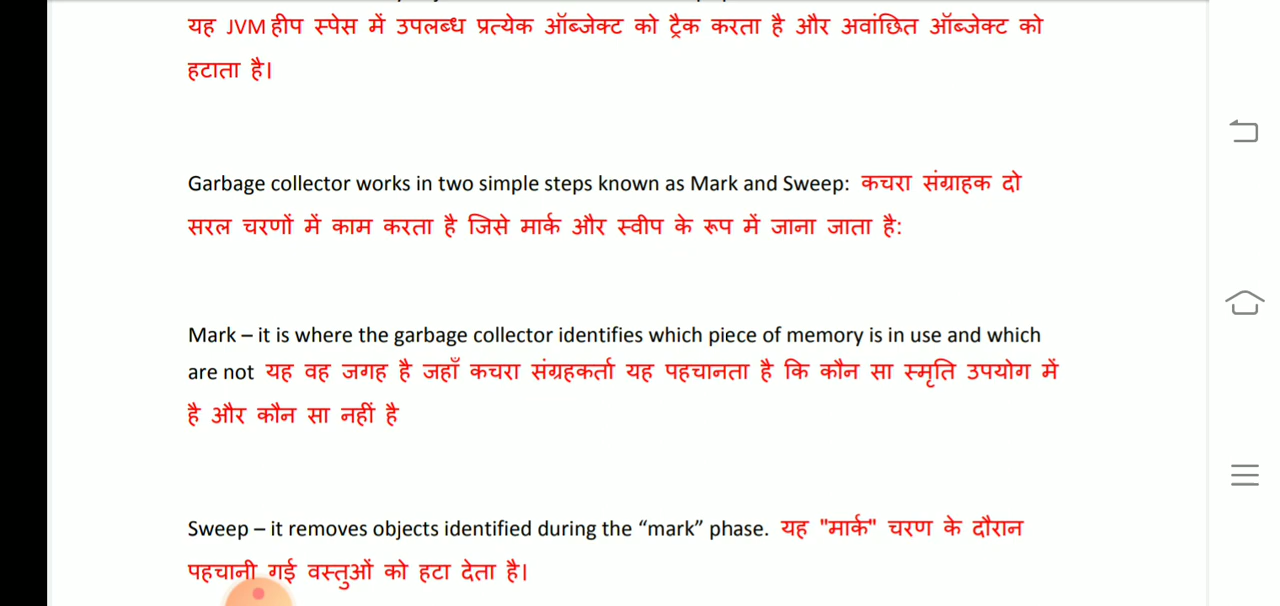 यह JVM हीप स्पेस में उपलब्ध प्रत्येक ऑब्जेक्ट को ट्रैक करता है और अवांछित ऑब्जेक्ट को
हटाता है।
Garbage collector works in two simple steps known as Mark and Sweep: कचरा संग्राहक दो
सरल चरणों में काम करता है जिसे मार्क और स्वीप के रूप में जाना जाता है:
Mark – it is where the garbage collector identifies which piece of memory is in use and which
are not यह वह जगह है जहाँ कचरा संग्रहकर्ता यह पहचानता है कि कौन सा स्मृति उपयोग में
है और कौन सा नहीं है
Sweep – it removes objects identified during the “mark” phase. यह "मार्क" चरण के दौरान
पहचानी गई वस्तुओं को हटा देता है।